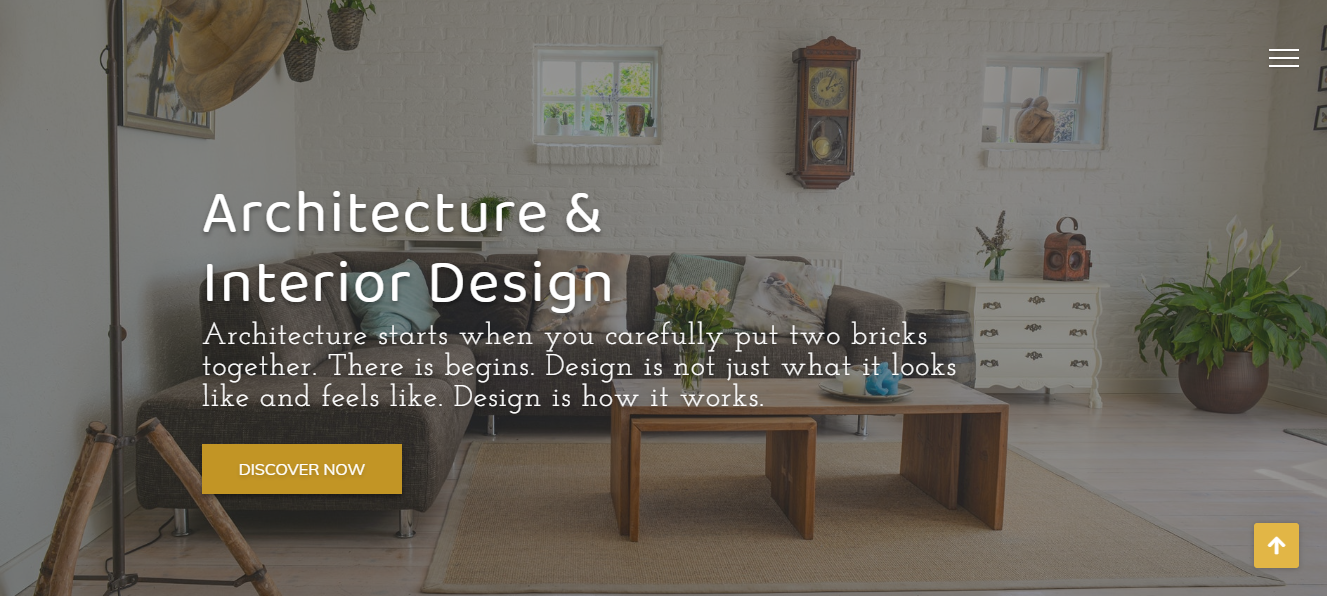 Architecture &
Interior Design
Architecture starts when you carefully put two bricks
together. There is begins. Design is not just what it looks
like and feels like. Design is how it works.
DISCOVER NOW